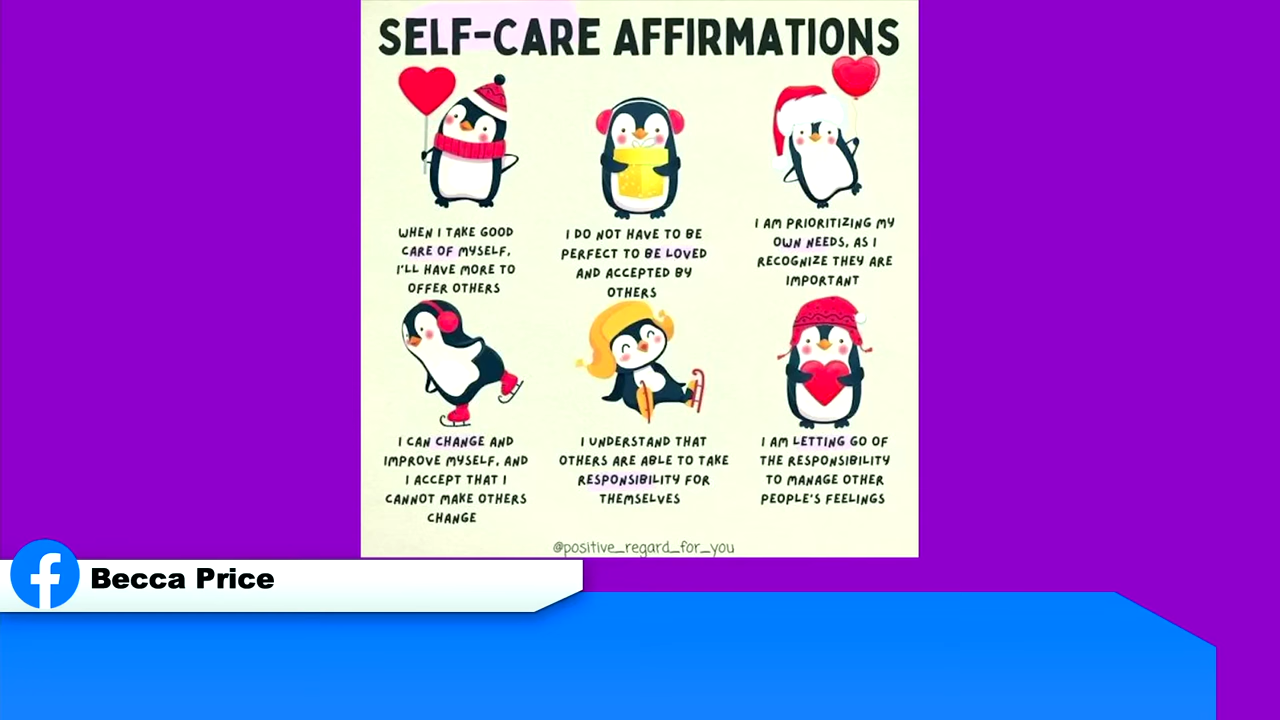 SELF-CARE AFFIRMATIONS
WHEN I TAKE GOOD
CARE OF MYSELF,
I'LL HAVE MORE TO
OFFER OTHERS
I DO NOT HAVE TO BE
PERFECT TO BE LOVED
AND ACCEPTED BY
OTHERS
I AM PRIORITIZING MY
OWN NEEDS, AS I
RECOGNIZE THEY ARE
IMPORTANT
I CAN CHANGE AND
IMPROVE MYSELF, AND
I ACCEPT THAT I
CANNOT MAKE OTHERS
CHANGE
I UNDERSTAND THAT
OTHERS ARE ABLE TO TAKE
RESPONSIBILITY FOR
THEMSELVES
I AM LETTING GO OF
THE RESPONSIBILITY
TO MANAGE OTHER
PEOPLE'S FEELINGS
@positive_regard_for_you
Becca Price